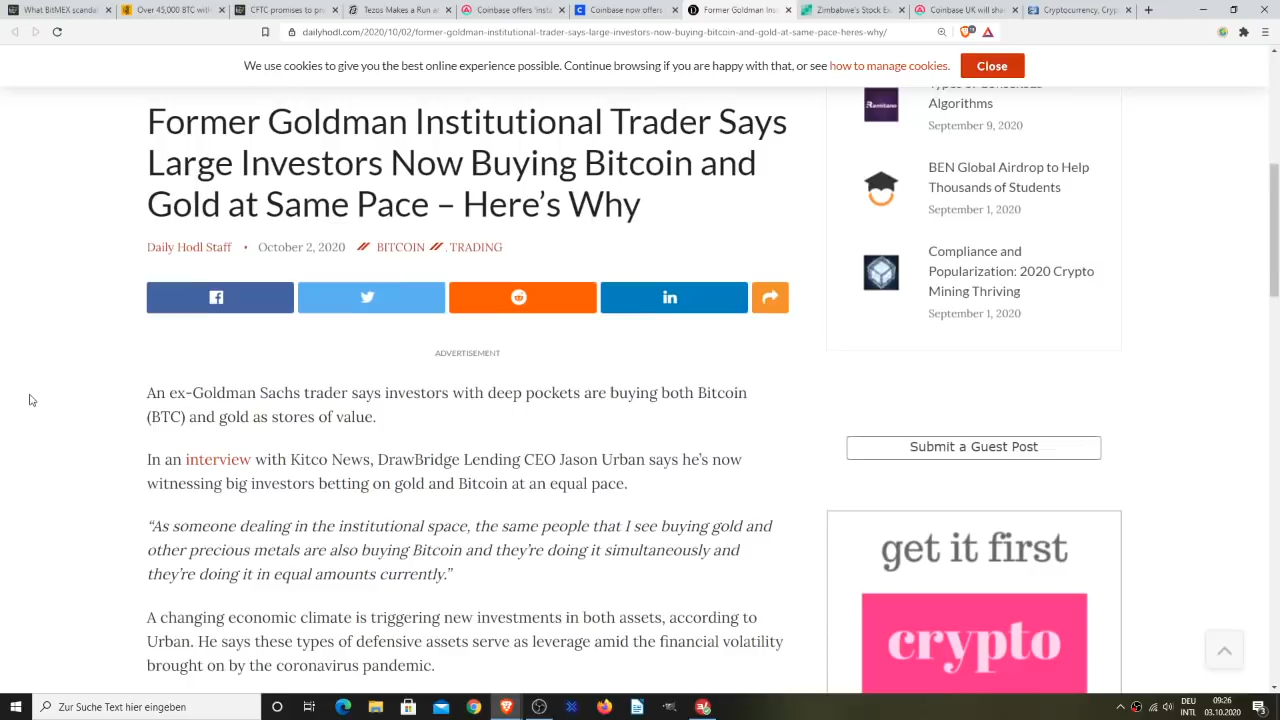 What BitMEX scandal
Over 45,000 BTC with
CFTC promises to
Tezos Makes a Big
Coinbase offers
Coinbase Now offers
Former Goldman Inst
Zimbabwe's Stock
Coinbase UX will sh
Cryptocurrency, Cryp
dailyhodl.com/2020/10/02/former-goldman-institutional-trader-says-large-investors-now-buying-bitcoin-and-gold-at-same-pace-heres-why/
We use cookies to give you the best online experience possible. Continue browsing if you are happy with that, or see how to manage cookies.
Close
Former Goldman Institutional Trader Says
Large Investors Now Buying Bitcoin and
Gold at Same Pace – Here's Why
Daily Hodl Staff • October 2, 2020 BITCOIN , TRADING
ADVERTISEMENT
An ex-Goldman Sachs trader says investors with deep pockets are buying both Bitcoin
(BTC) and gold as stores of value.
In an interview with Kitco News, DrawBridge Lending CEO Jason Urban says he's now
witnessing big investors betting on gold and Bitcoin at an equal pace.
“As someone dealing in the institutional space, the same people that I see buying gold and
other precious metals are also buying Bitcoin and they're doing it simultaneously and
they're doing it in equal amounts currently.”
A changing economic climate is triggering new investments in both assets, according to
Urban. He says these types of defensive assets serve as leverage amid the financial volatility
brought on by the coronavirus pandemic.
Types of Consensus
Algorithms
September 9, 2020
BEN Global Airdrop to Help
Thousands of Students
September 1, 2020
Compliance and
Popularization: 2020 Crypto
Mining Thriving
September 1, 2020
Submit a Guest Post
get it first
crypto
Zur Suche Text hier eingeben
DEU
09:26
03.10.2020